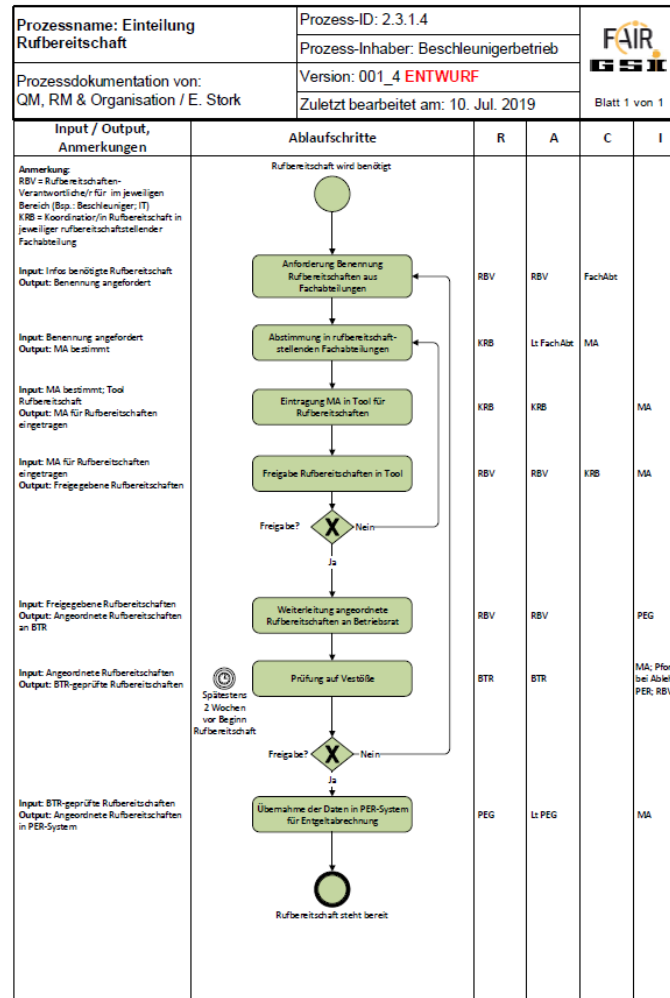 Prozessname: Einteilung
Rufbereitschaft
Prozess-ID: 2.3.1.4
Prozess-Inhaber: Beschleunigerbetrieb
Prozessdokumentation von:
QM, RM & Organisation / E. Stork
Version: 001_4 ENTWURF
Zuletzt bearbeitet am: 10. Jul. 2019
FAIR
GSI
Blatt 1 von 1
Input / Output,
Anmerkungen
Ablaufschritte
R
A
C
I
Anmerkung:
RBV = Rufbereitschaften-
Verantwortliche/r für im jeweiligen
Bereich (Bsp.: Beschleuniger; IT)
KRB = Koordinatior/in Rufbereitschaft in
jeweiliger rufbereitschaftstellender
Fachabteilung
Rufbereitschaft wird benötigt
Input: Infos benötigte Rufbereitschaft
Output: Benennung angefordert
Anforderung Benennung
Rufbereitschaften aus
Fachabteilungen
RBV
RBV
FachAbt
Input: Benennung angefordert
Output: MA bestimmt
Abstimmung in rufbereitschaft-
stellenden Fachabteilungen
KRB
Lt FachAbt
MA
Input: MA bestimmt; Tool
Rufbereitschaft
Output: MA für Rufbereitschaften
eingetragen
Eintragung MA in Tool für
Rufbereitschaften
KRB
KRB
MA
Input: MA für Rufbereitschaften
eingetragen
Output: Freigegebene Rufbereitschaften
Freigabe Rufbereitschaften in Tool
RBV
RBV
KRB
MA
Freigabe?
X
Nein
Ja
Input: Freigegebene Rufbereitschaften
Output: Angeordnete Rufbereitschaften
an BTR
Weiterleitung angeordnete
Rufbereitschaften an Betriebsrat
RBV
RBV
PEG
Input: Angeordnete Rufbereitschaften
Output: BTR-geprüfte Rufbereitschaften
Spätestens
2 Wochen
vor Beginn
Rufbereitschaft
Prüfung auf Vestöße
BTR
BTR
MA; Pfor
bei Ableh
PER; RBV
Freigabe?
X
Nein
Ja
Input: BTR-geprüfte Rufbereitschaften
Output: Angeordnete Rufbereitschaften
in PER-System
Übernahme der Daten in PER-System
für Entgeltabrechnung
PEG
Lt PEG
MA
Rufbereitschaft steht bereit